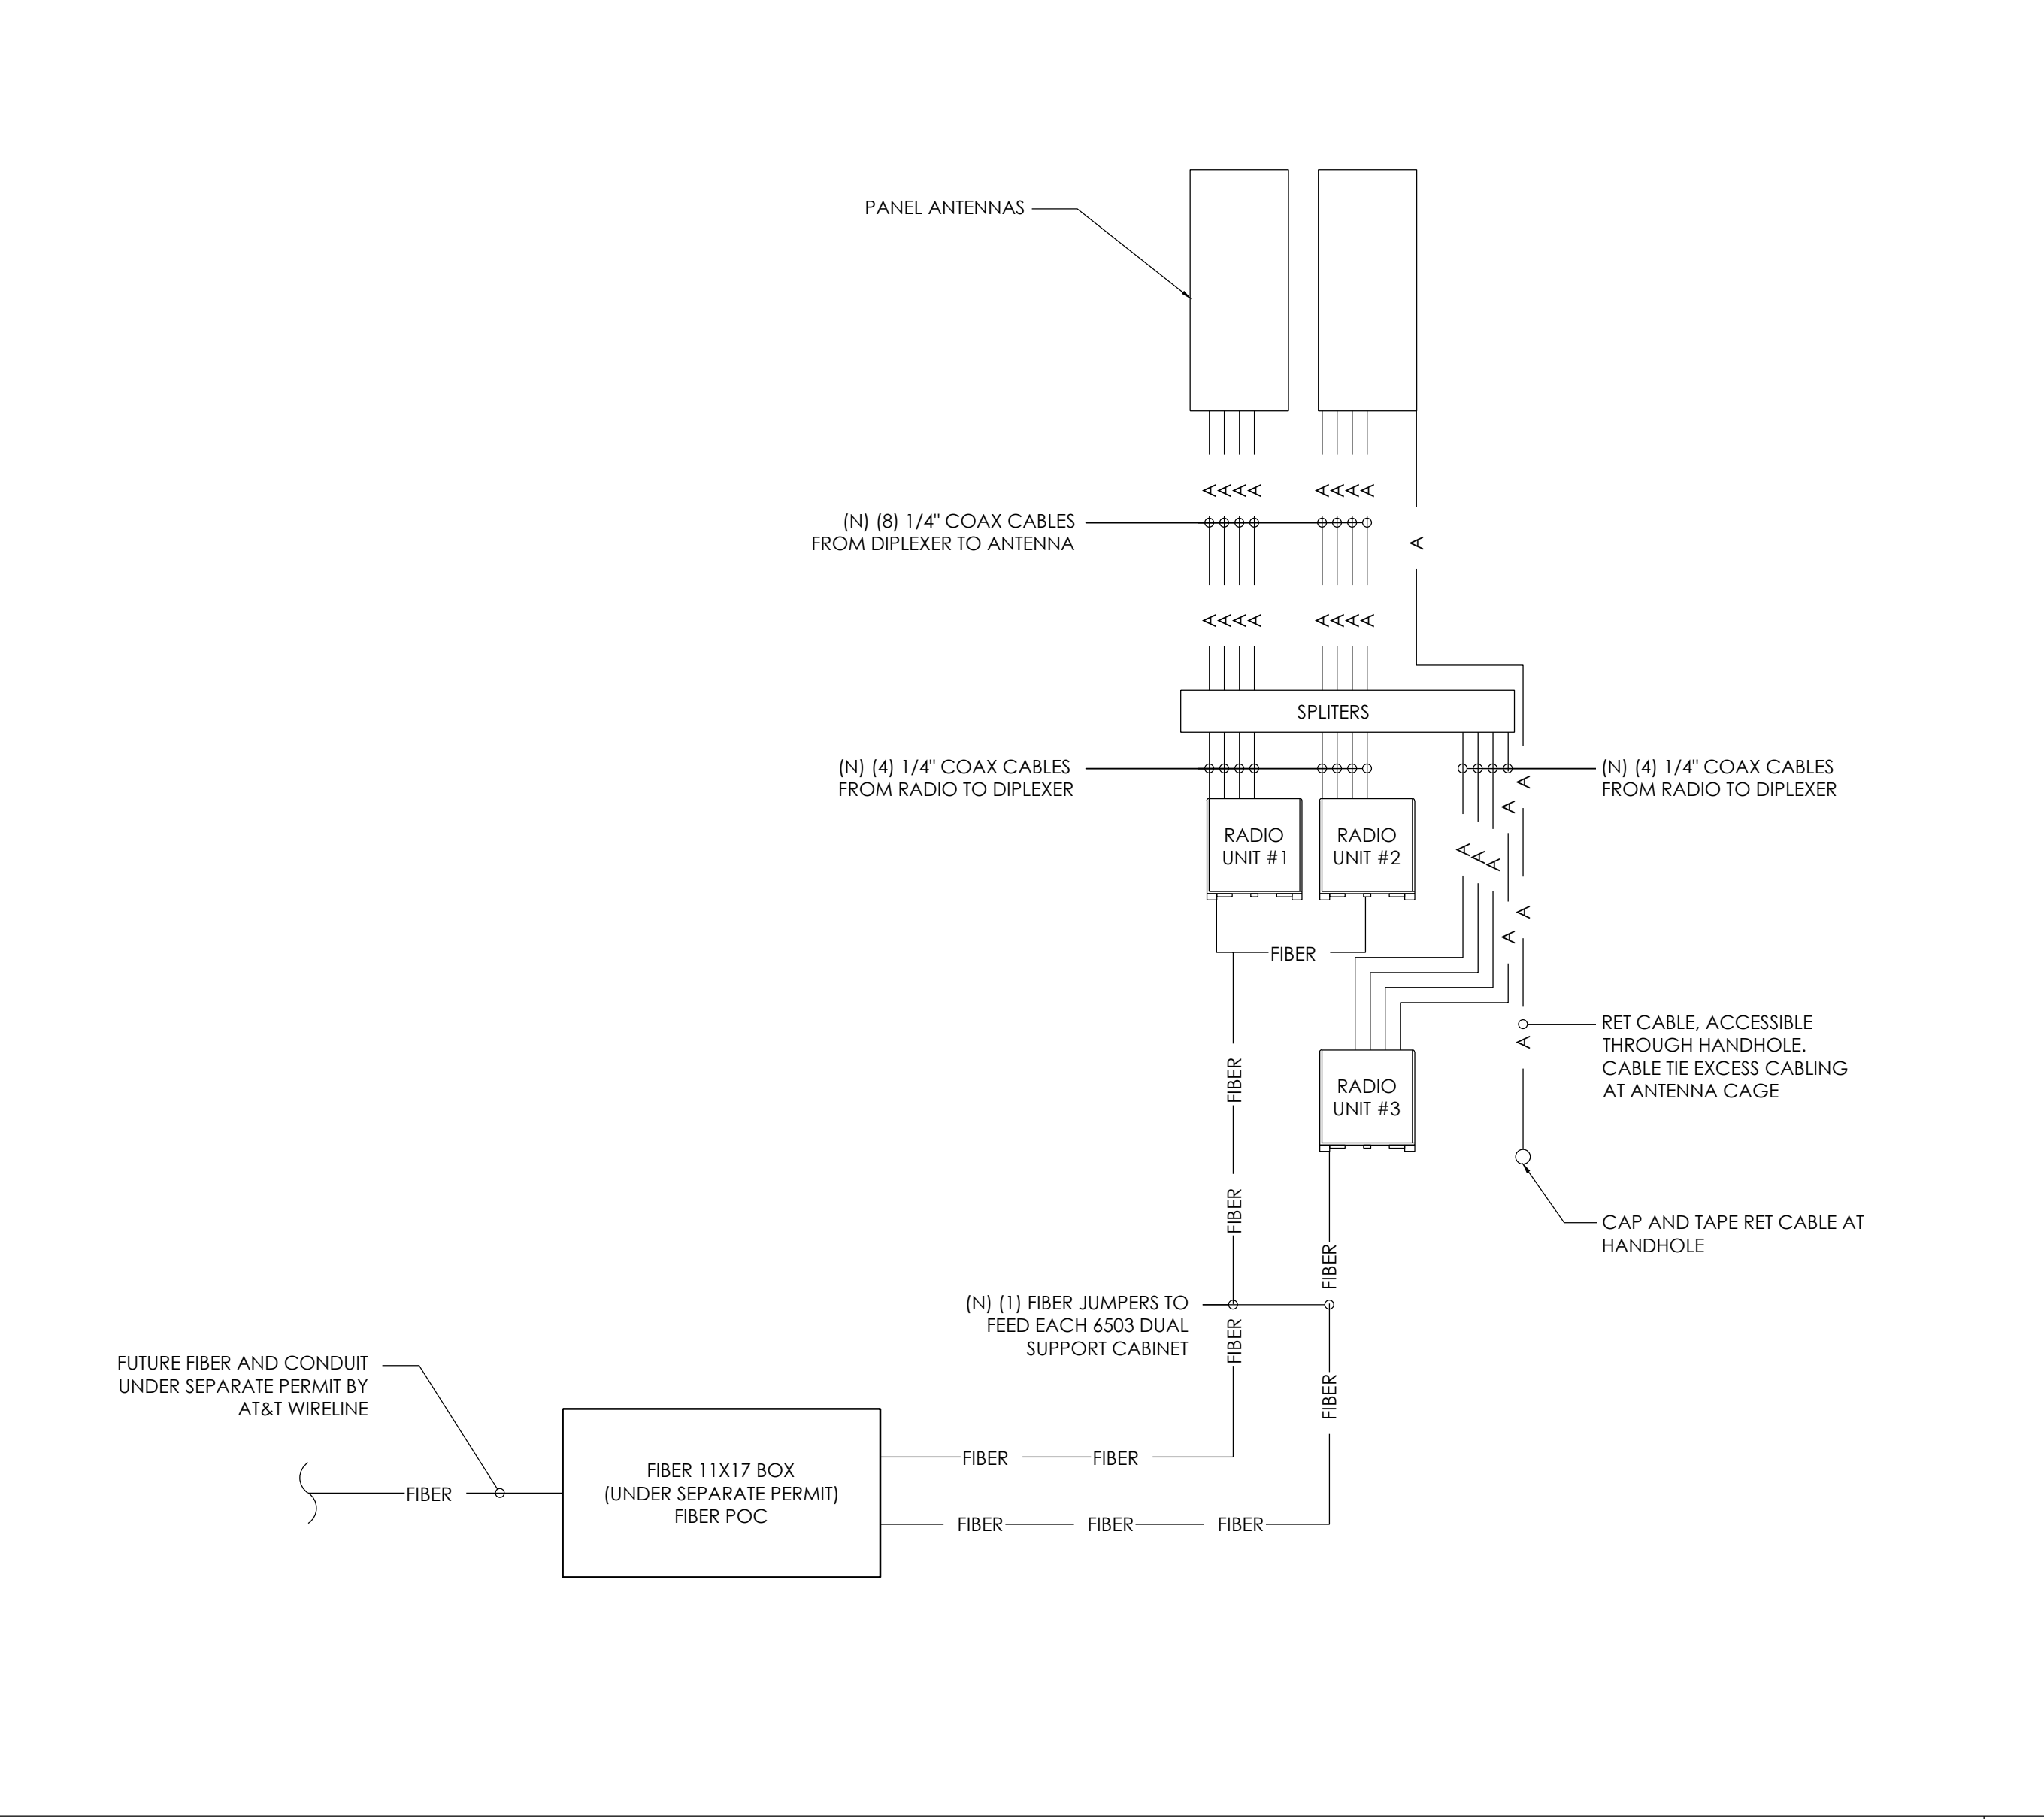 PANEL ANTENNAS
A A A A
A A A A
(N) (8) 1/4" COAX CABLES
FROM DIPLEXER TO ANTENNA
A
A A A A
A A A A
SPLITERS
(N) (4) 1/4" COAX CABLES
FROM RADIO TO DIPLEXER
(N) (4) 1/4" COAX CABLES
FROM RADIO TO DIPLEXER
A
A
RADIO
UNIT #1
RADIO
UNIT #2
A
A
A
A
A
FIBER
RET CABLE, ACCESSIBLE
THROUGH HANDHOLE.
CABLE TIE EXCESS CABLING
AT ANTENNA CAGE
A
FIBER
RADIO
UNIT #3
FIBER
CAP AND TAPE RET CABLE AT
HANDHOLE
FIBER
(N) (1) FIBER JUMPERS TO
FEED EACH 6503 DUAL
SUPPORT CABINET
FIBER
FIBER
FUTURE FIBER AND CONDUIT
UNDER SEPARATE PERMIT BY
AT&T WIRELINE
FIBER
FIBER 11X17 BOX
(UNDER SEPARATE PERMIT)
FIBER POC
FIBER FIBER
FIBER FIBER FIBER